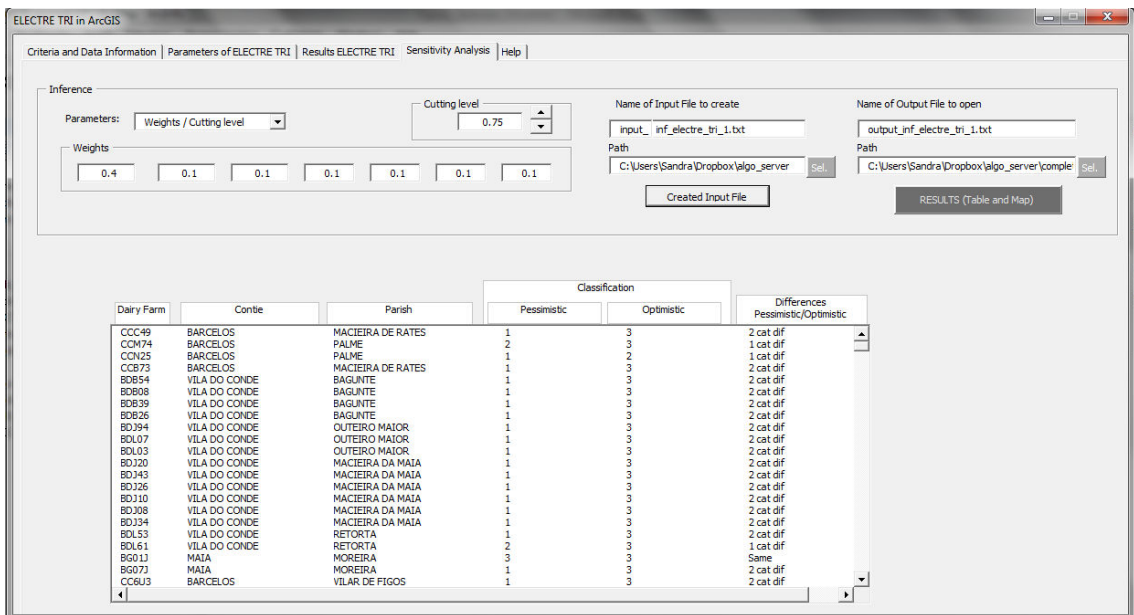 ELECTRE TRI in ArcGIS
Criteria and Data Information | Parameters of ELECTRE TRI | Results ELECTRE TRI | Sensitivity Analysis | Help
Inference
Parameters: Weights / Cutting level
Cutting level
0.75
Weights
0.4 0.1 0.1 0.1 0.1 0.1 0.1
Name of Input File to create
input_ inf_electre_tri_1.txt
Path
C:\Users\Sandra\Dropbox\algo_server Sel.
Created Input File
Name of Output File to open
output_inf_electre_tri_1.txt
Path
C:\Users\Sandra\Dropbox\algo_server\comple Sel.
RESULTS (Table and Map)
Classification
Dairy Farm Contie Parish Pessimistic Optimistic Differences
Pessimistic/Optimistic
CCC49 BARCELOS MACIEIRA DE RATES 1 3 2 cat dif
CCM74 BARCELOS PALME 2 3 1 cat dif
CCN25 BARCELOS PALME 1 2 1 cat dif
CCB73 BARCELOS MACIEIRA DE RATES 1 3 2 cat dif
BDB54 VILA DO CONDE BAGUNTE 1 3 2 cat dif
BDB08 VILA DO CONDE BAGUNTE 1 3 2 cat dif
BDB39 VILA DO CONDE BAGUNTE 1 3 2 cat dif
BDB26 VILA DO CONDE BAGUNTE 1 3 2 cat dif
BDJ94 VILA DO CONDE OUTEIRO MAIOR 1 3 2 cat dif
BDL07 VILA DO CONDE OUTEIRO MAIOR 1 3 2 cat dif
BDL03 VILA DO CONDE OUTEIRO MAIOR 1 3 2 cat dif
BDJ20 VILA DO CONDE MACIEIRA DA MAIA 1 3 2 cat dif
BDJ43 VILA DO CONDE MACIEIRA DA MAIA 1 3 2 cat dif
BDJ26 VILA DO CONDE MACIEIRA DA MAIA 1 3 2 cat dif
BDJ10 VILA DO CONDE MACIEIRA DA MAIA 1 3 2 cat dif
BDJ08 VILA DO CONDE MACIEIRA DA MAIA 1 3 2 cat dif
BDJ34 VILA DO CONDE MACIEIRA DA MAIA 1 3 2 cat dif
BDL53 VILA DO CONDE RETORTA 1 3 2 cat dif
BDL61 VILA DO CONDE RETORTA 2 3 1 cat dif
BG01J MAIA MOREIRA 3 3 Same
BG07J MAIA MOREIRA 1 3 2 cat dif
CC6U3 BARCELOS VILAR DE FIGOS 1 3 2 cat dif